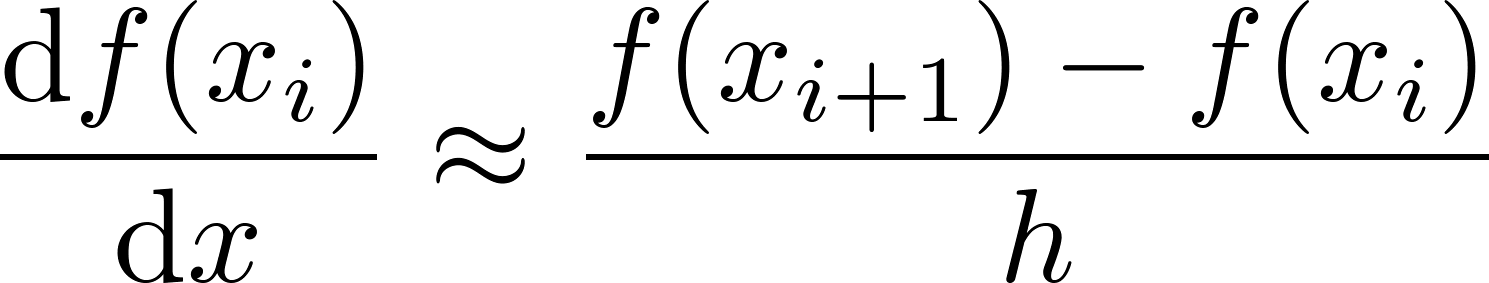 df(x_i)/dx ≈ (f(x_{i+1}) − f(x_i))/h